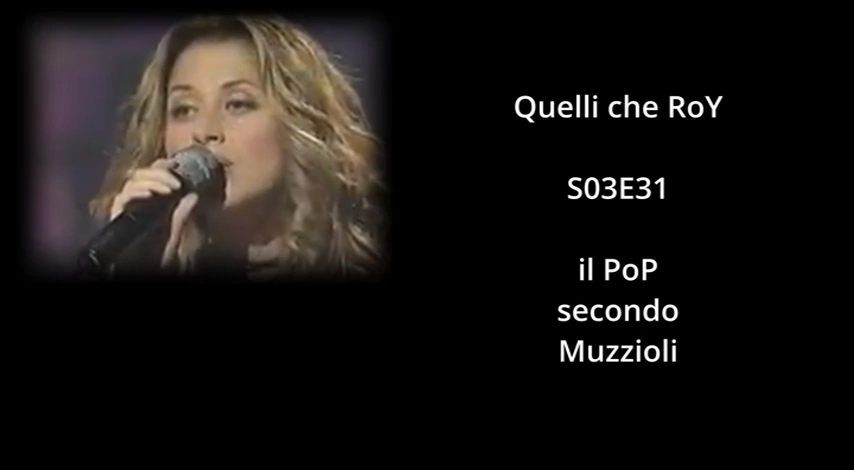 Quelli che RoY
S03E31
il PoP
secondo
Muzzioli